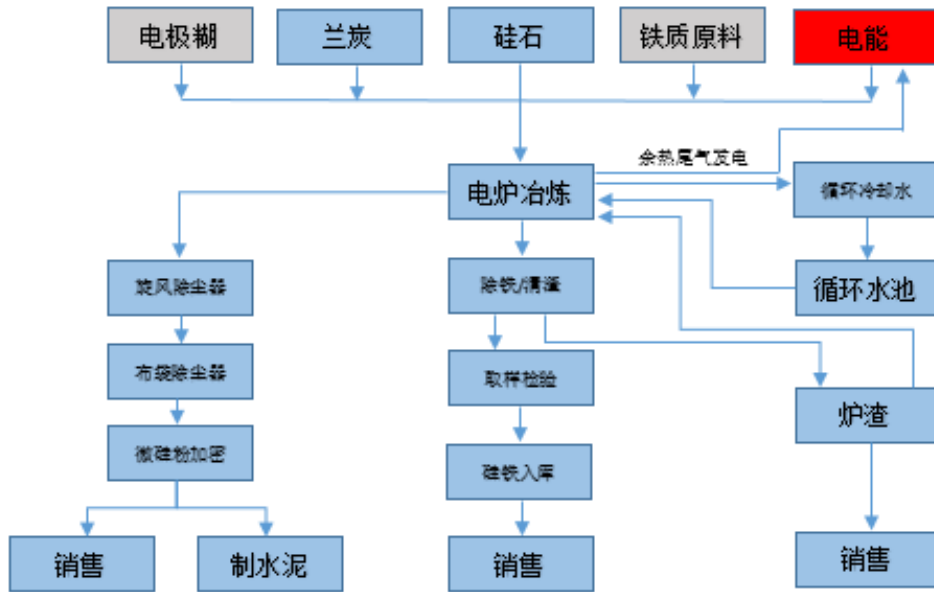 电极糊
兰炭
硅石
铁质原料
电能
余热尾气发电
电炉冶炼
循环冷却水
旋风除尘器
除铁/清渣
循环水池
布袋除尘器
取样检验
炉渣
微硅粉加密
硅铁入库
销售
制水泥
销售
销售